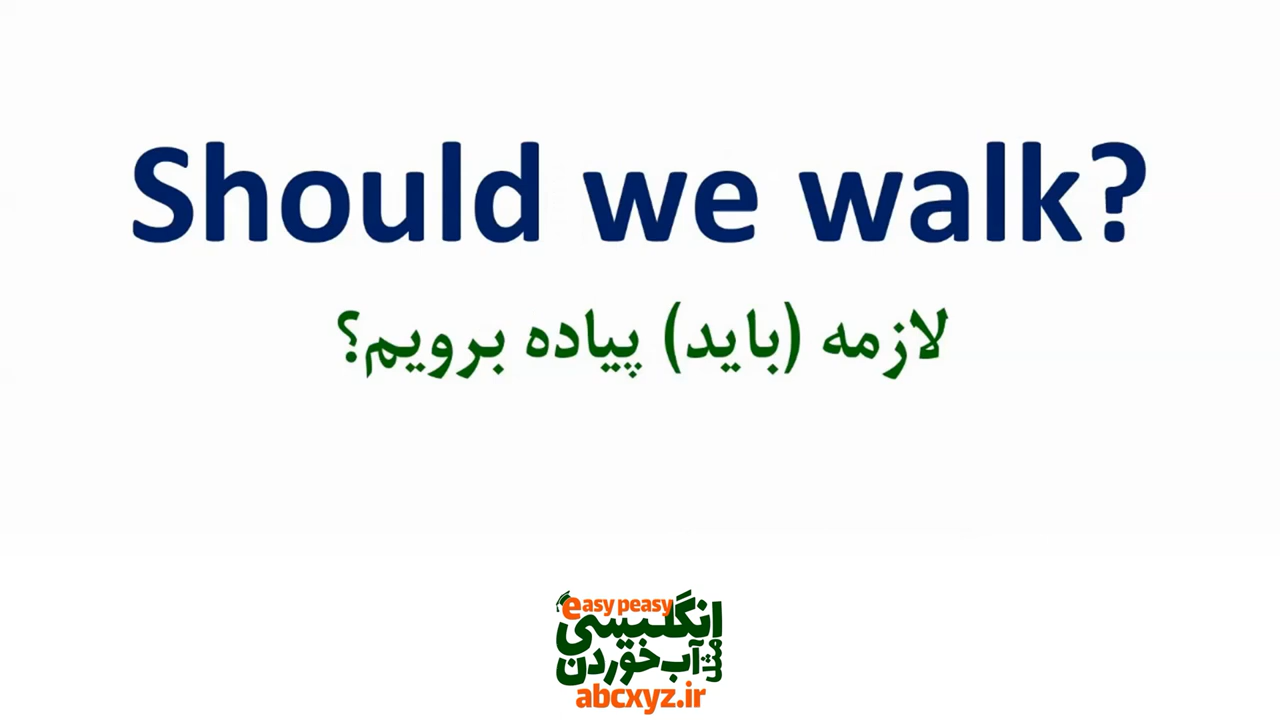 Should we walk?
لازمه (باید) پیاده برویم؟
easy peasy
انگلیسی
مثل آب خوردن
abcxyz.ir